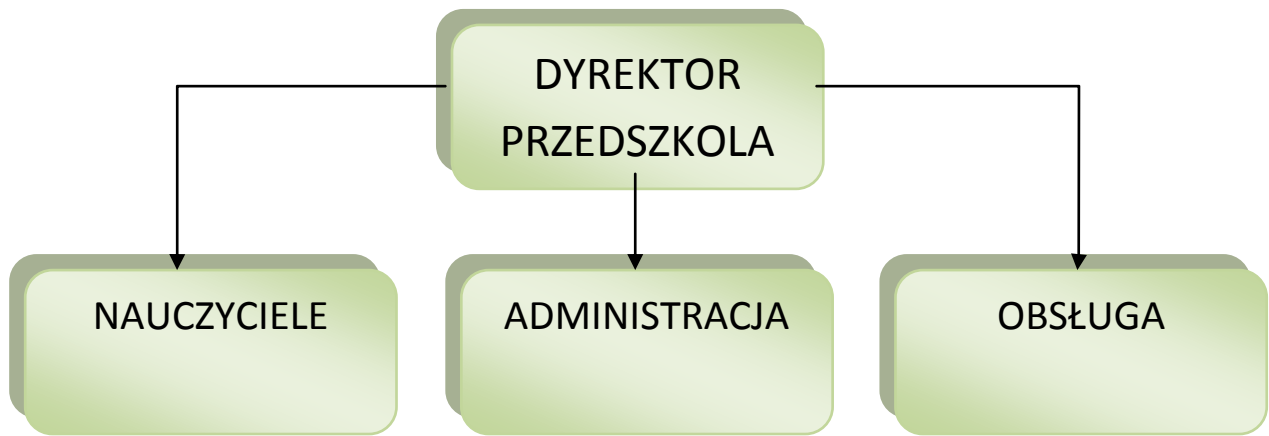 DYREKTOR
PRZEDSZKOLA
NAUCZYCIELE
ADMINISTRACJA
OBSŁUGA